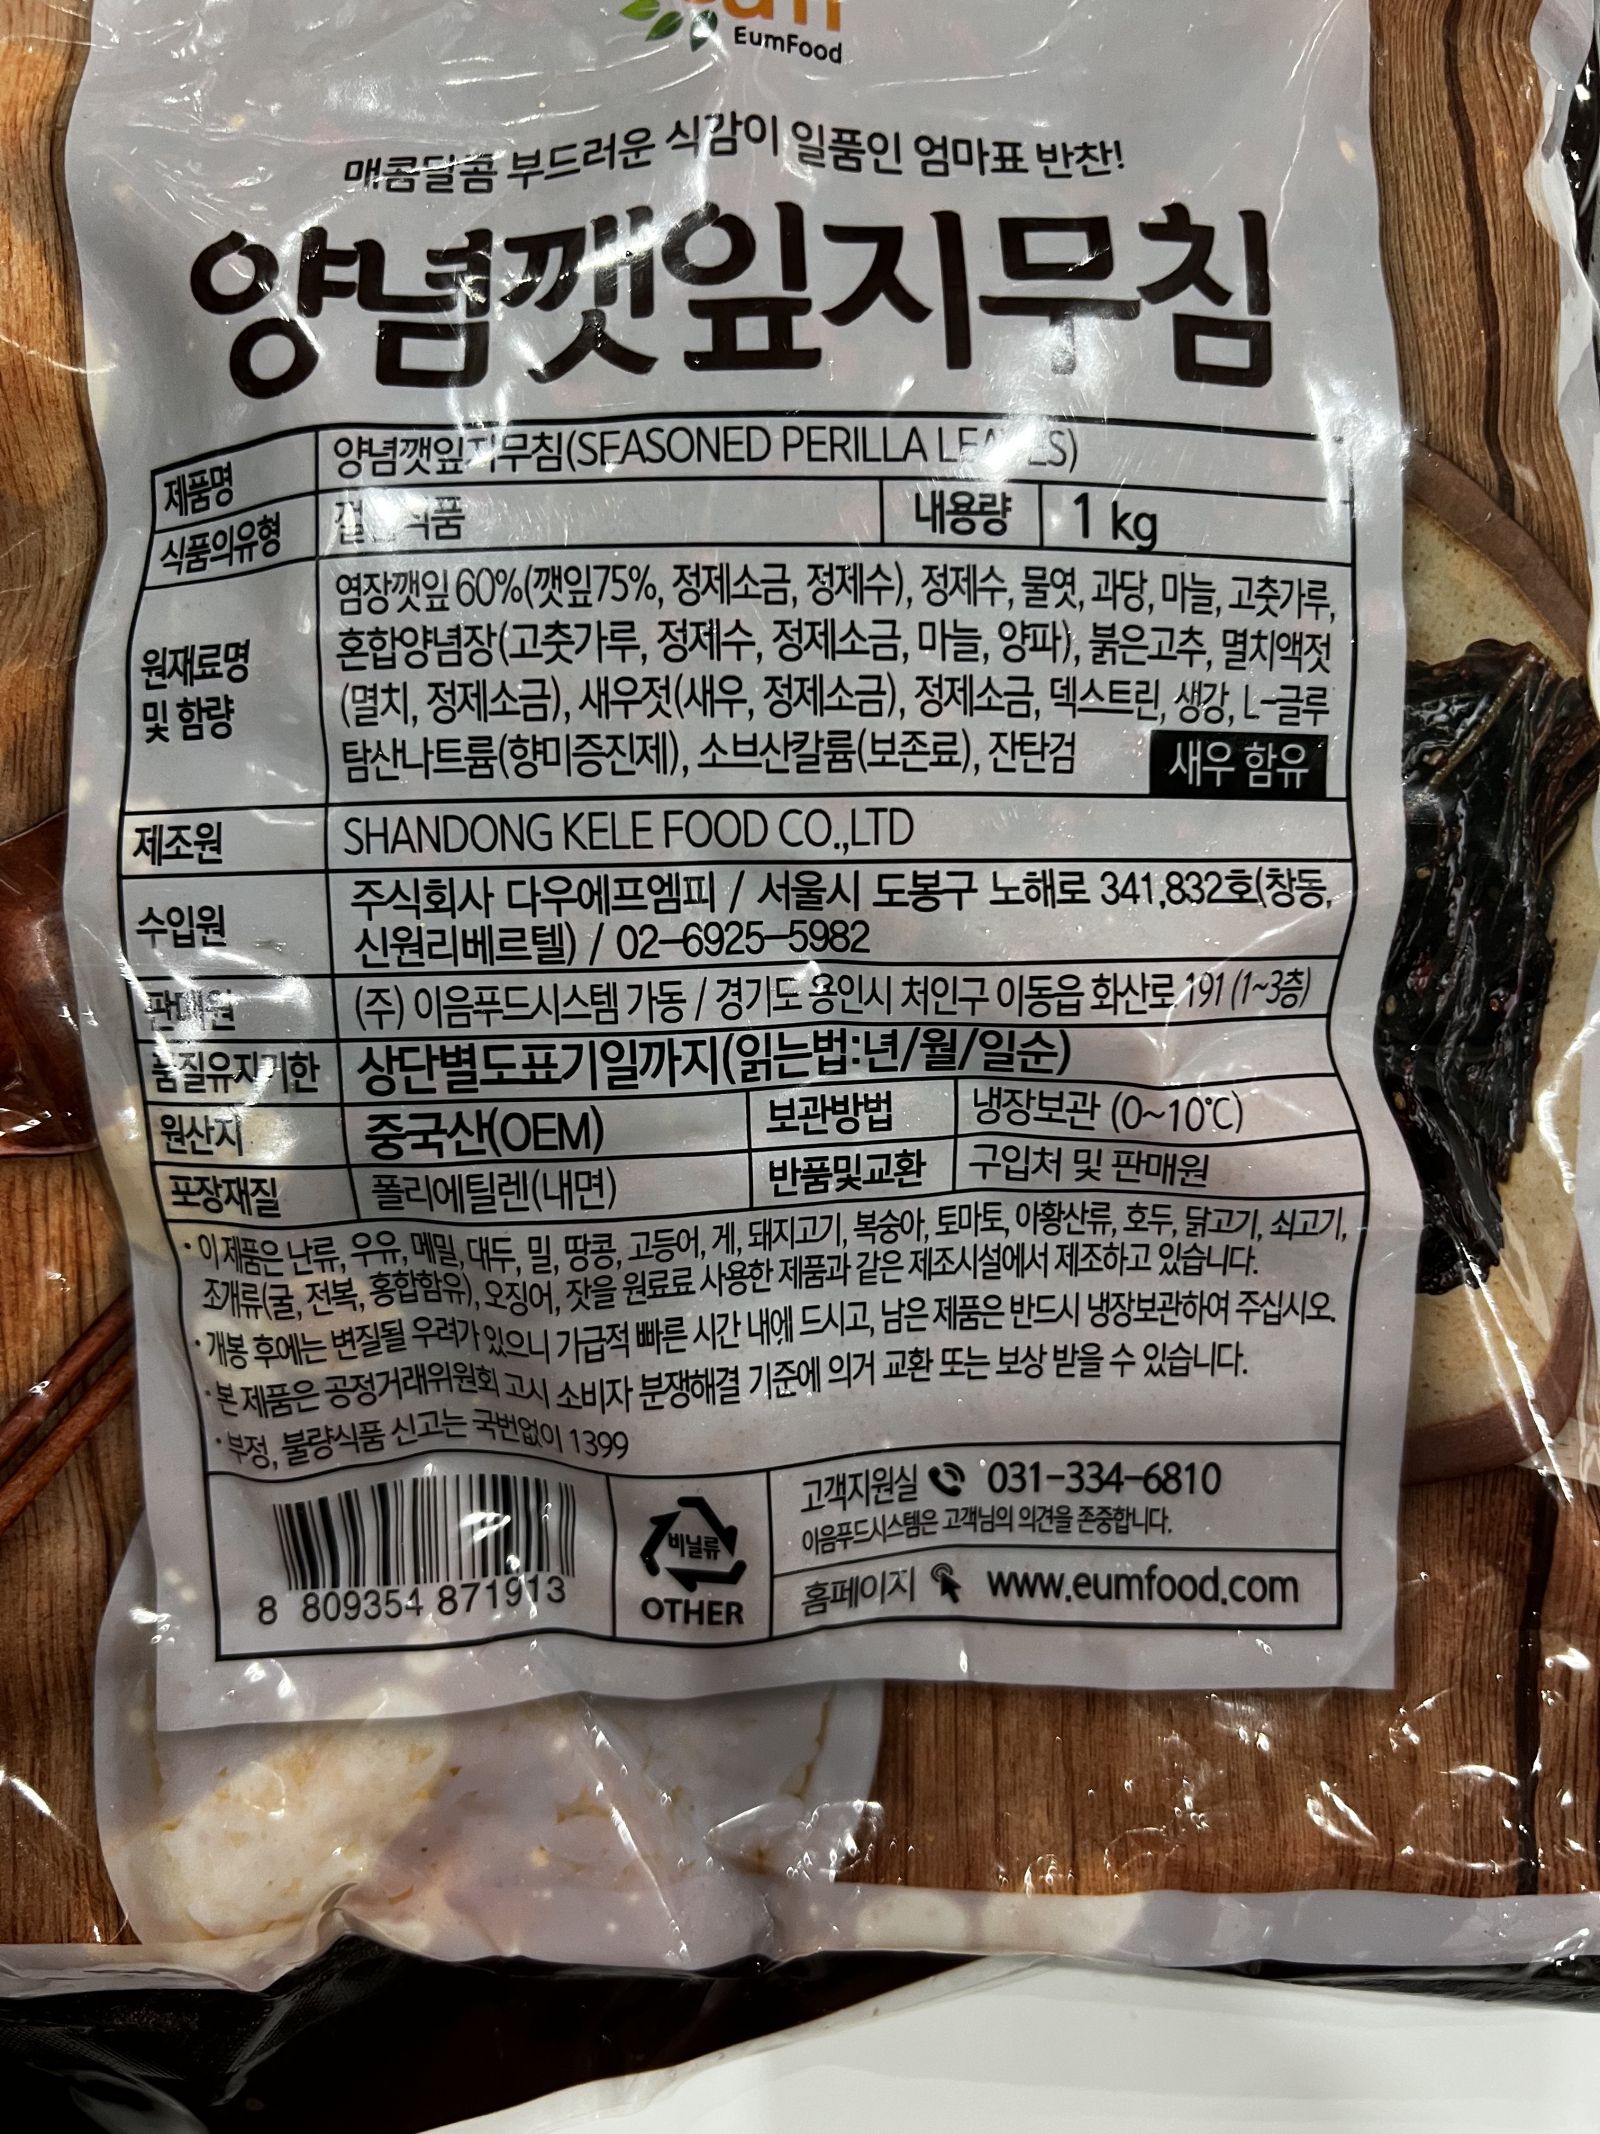 EumFood
매콤달콤 부드러운 식감이 일품인 엄마표 반찬!
양념깻잎지무침
제품명 양념깻잎지무침(SEASONED PERILLA LEAVES)
식품의유형 내용량 1 kg
원재료명 및 함량
염장깻잎 60%(깻잎75%, 정제소금, 정제수), 정제수, 물엿, 과당, 마늘, 고춧가루,
혼합양념장(고춧가루, 정제수, 정제소금, 마늘, 양파), 붉은고추, 멸치액젓
(멸치, 정제소금), 새우젓(새우, 정제소금), 정제소금, 덱스트린, 생강, L-글루
탐산나트륨(향미증진제), 소브산칼륨(보존료), 잔탄검 새우 함유
제조원 SHANDONG KELE FOOD CO.,LTD
수입원 주식회사 다우에프엠피 / 서울시 도봉구 노해로 341,832호(창동,
신원리베르텔) / 02-6925-5982
판매원 (주) 이음푸드시스템 가동 / 경기도 용인시 처인구 이동읍 화산로 191 (1~3층)
품질유지기한 상단별도표기일까지(읽는법:년/월/일순)
원산지 중국산(OEM) 보관방법 냉장보관 (0~10℃)
포장재질 폴리에틸렌(내면) 반품및교환 구입처 및 판매원
· 이 제품은 난류, 우유, 메밀, 대두, 밀, 땅콩, 고등어, 게, 돼지고기, 복숭아, 토마토, 아황산류, 호두, 닭고기, 쇠고기,
조개류(굴, 전복, 홍합함유), 오징어, 잣을 원료로 사용한 제품과 같은 제조시설에서 제조하고 있습니다.
· 개봉 후에는 변질될 우려가 있으니 가급적 빠른 시간 내에 드시고, 남은 제품은 반드시 냉장보관하여 주십시오.
· 본 제품은 공정거래위원회 고시 소비자 분쟁해결 기준에 의거 교환 또는 보상 받을 수 있습니다.
· 부정, 불량식품 신고는 국번없이 1399
8 809354 871913
비닐류
OTHER
고객지원실 031-334-6810
이음푸드시스템은 고객님의 의견을 존중합니다.
홈페이지 www.eumfood.com